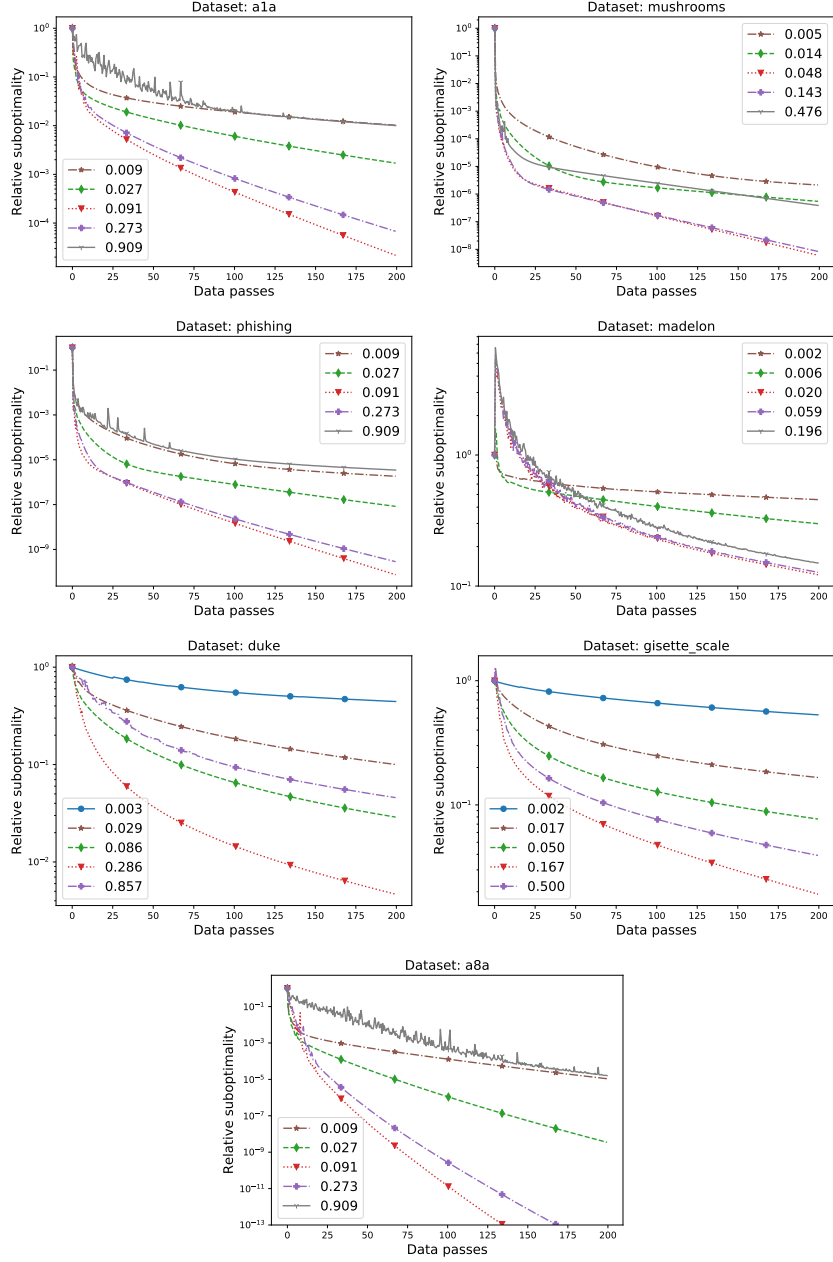 Dataset: a1a
Relative suboptimality
10⁰
10⁻¹
10⁻²
10⁻³
10⁻⁴
0.009
0.027
0.091
0.273
0.909
0 25 50 75 100 125 150 175 200
Data passes
Dataset: mushrooms
Relative suboptimality
10⁰
10⁻¹
10⁻²
10⁻³
10⁻⁴
10⁻⁵
10⁻⁶
10⁻⁷
10⁻⁸
0.005
0.014
0.048
0.143
0.476
0 25 50 75 100 125 150 175 200
Data passes
Dataset: phishing
Relative suboptimality
10⁻¹
10⁻³
10⁻⁵
10⁻⁷
10⁻⁹
0.009
0.027
0.091
0.273
0.909
0 25 50 75 100 125 150 175 200
Data passes
Dataset: madelon
Relative suboptimality
10⁰
10⁻¹
0.002
0.006
0.020
0.059
0.196
0 25 50 75 100 125 150 175 200
Data passes
Dataset: duke
Relative suboptimality
10⁰
10⁻¹
10⁻²
0.003
0.029
0.086
0.286
0.857
0 25 50 75 100 125 150 175 200
Data passes
Dataset: gisette_scale
Relative suboptimality
10⁰
10⁻¹
0.002
0.017
0.050
0.167
0.500
0 25 50 75 100 125 150 175 200
Data passes
Dataset: a8a
Relative suboptimality
10⁻¹
10⁻³
10⁻⁵
10⁻⁷
10⁻⁹
10⁻¹¹
10⁻¹³
0.009
0.027
0.091
0.273
0.909
0 25 50 75 100 125 150 175 200
Data passes